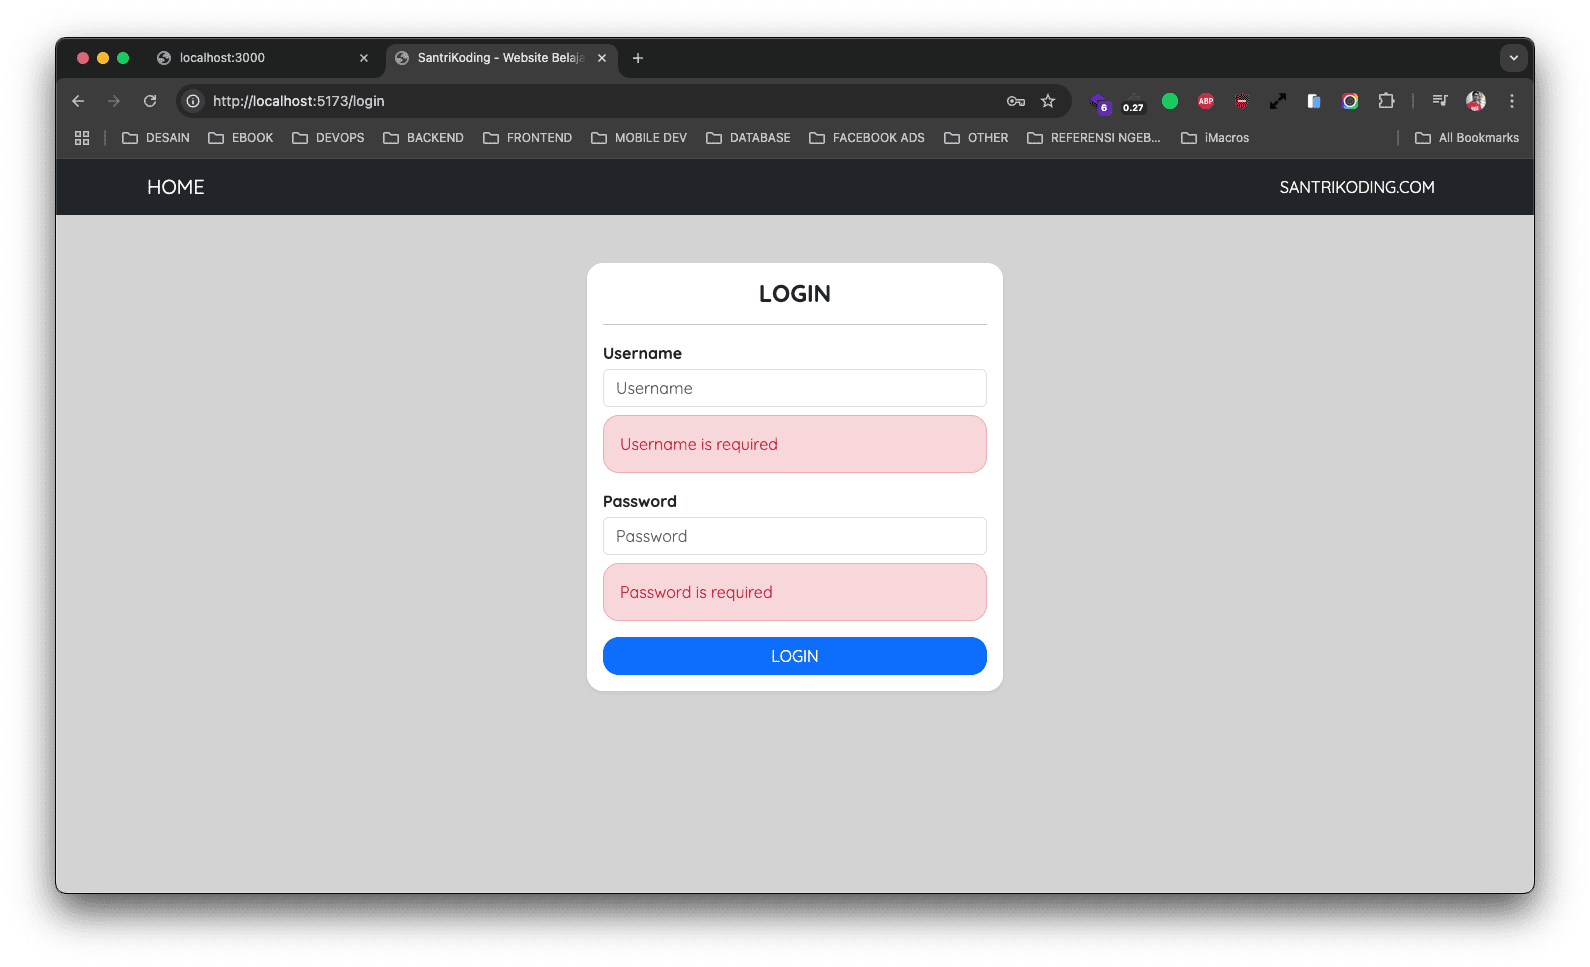 localhost:3000
SantriKoding - Website Belaja
http://localhost:5173/login
6
0.27
ABP
DESAIN
EBOOK
DEVOPS
BACKEND
FRONTEND
MOBILE DEV
DATABASE
FACEBOOK ADS
OTHER
REFERENSI NGEB...
iMacros
All Bookmarks
HOME
SANTRIKODING.COM
LOGIN
Username
Username
Username is required
Password
Password
Password is required
LOGIN